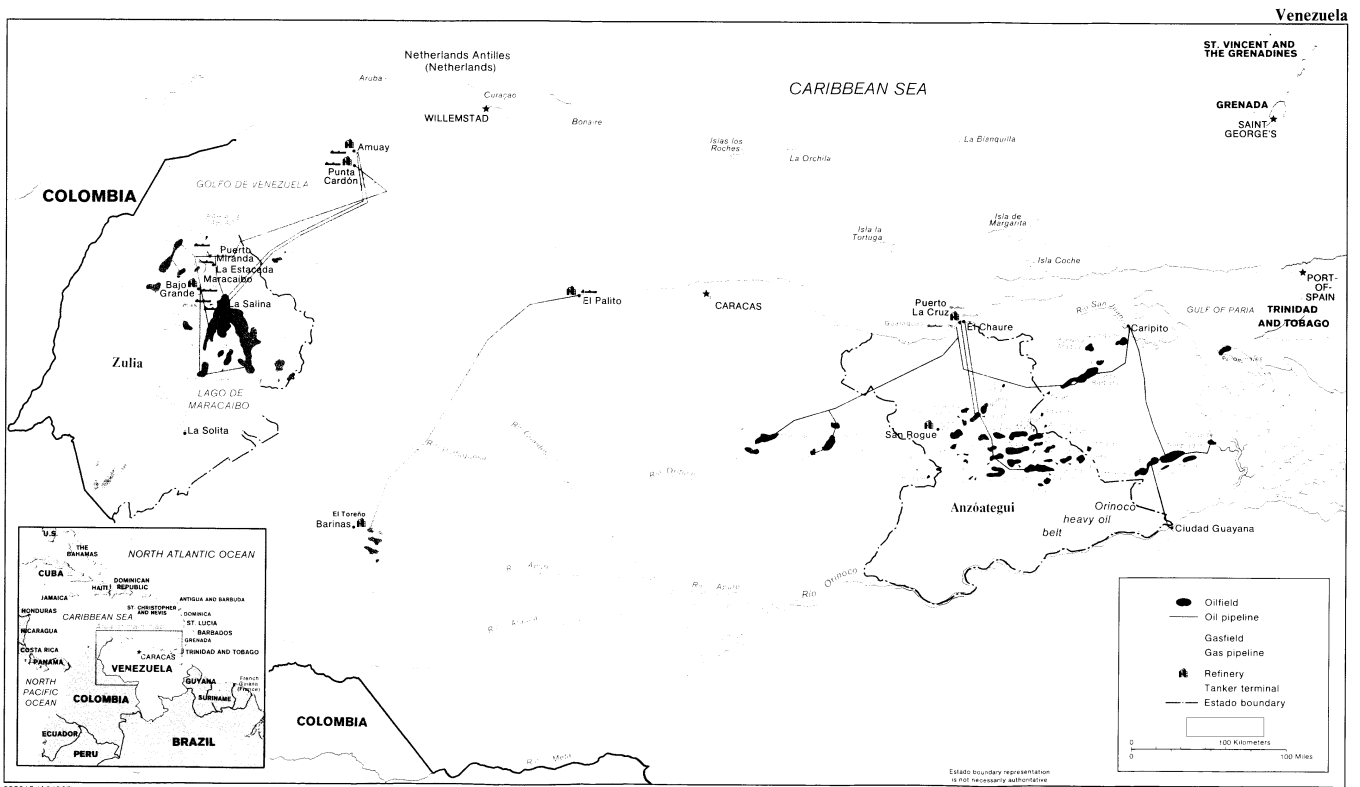 Venezuela
ST. VINCENT AND
THE GRENADINES
Netherlands Antilles
(Netherlands)
Aruba
Curaçao
WILLEMSTAD
Bonaire
CARIBBEAN SEA
GRENADA
SAINT
GEORGE'S
Islas los
Roches
La Orchila
La Blanquilla
Amuay
Punta
Cardón
COLOMBIA
GOLFO DE VENEZUELA
Isla de
Margarita
Isla la
Tortuga
Isla Coche
Puerto
Miranda
La Estacada
Maracaibo
Bajo
Grande
La Salina
El Palito
CARACAS
Puerto
La Cruz
El Chaure
Río San Juan
Caripito
GULF OF PARIA
PORT-
OF-
SPAIN
TRINIDAD
AND TOBAGO
Zulia
LAGO DE
MARACAIBO
La Solita
San Rogue
Anzóategui
Orinoco
heavy oil
belt
Ciudad Guayana
El Toreño
Barinas
Río Orinoco
COLOMBIA
Río Meta
U.S.
THE
BAHAMAS
NORTH ATLANTIC OCEAN
CUBA
HAITI
DOMINICAN
REPUBLIC
JAMAICA
ANTIGUA AND BARBUDA
HONDURAS
ST. CHRISTOPHER
AND NEVIS
DOMINICA
CARIBBEAN SEA
ST. LUCIA
NICARAGUA
BARBADOS
GRENADA
COSTA RICA
CARACAS
TRINIDAD AND TOBAGO
PANAMA
VENEZUELA
NORTH
PACIFIC
OCEAN
GUYANA
French
Guiana
(France)
COLOMBIA
SURINAME
ECUADOR
PERU
BRAZIL
Oilfield
Oil pipeline
Gasfield
Gas pipeline
Refinery
Tanker terminal
Estado boundary
0 100 Kilometers
0 100 Miles
Estado boundary representation
is not necessarily authoritative